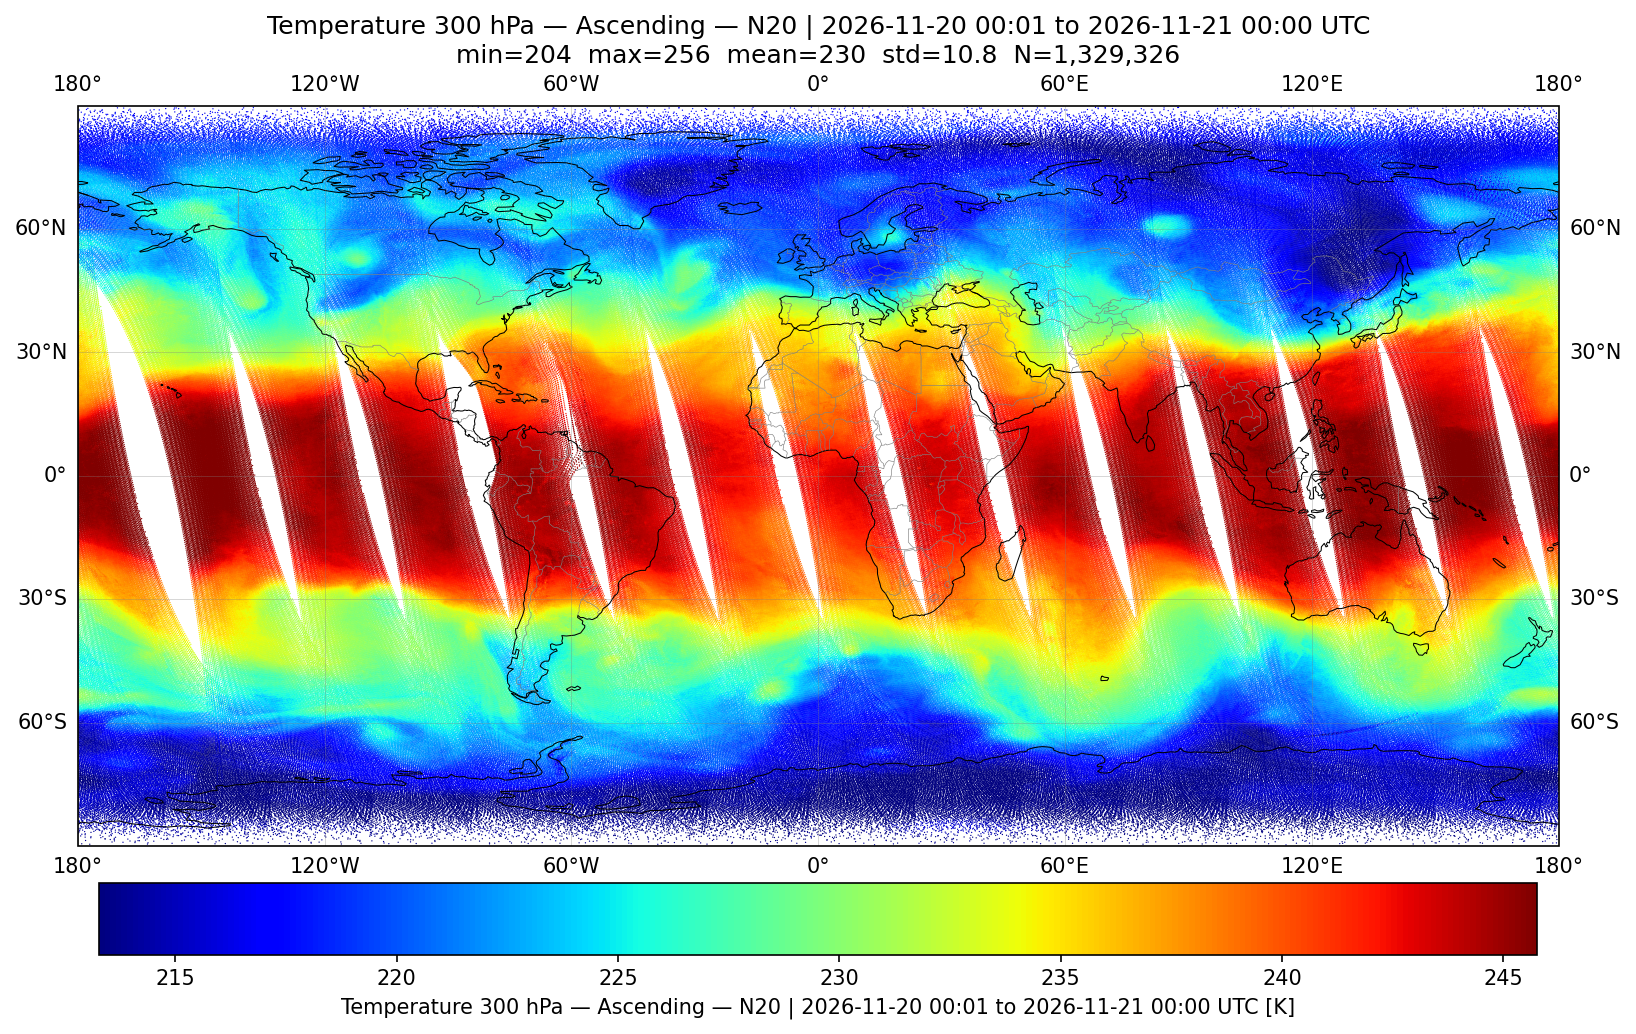 Temperature 300 hPa — Ascending — N20 | 2026-11-20 00:01 to 2026-11-21 00:00 UTC
min=204 max=256 mean=230 std=10.8 N=1,329,326
180° 120°W 60°W 0° 60°E 120°E 180°
60°N 60°N
30°N 30°N
0° 0°
30°S 30°S
60°S 60°S
180° 120°W 60°W 0° 60°E 120°E 180°
215 220 225 230 235 240 245
Temperature 300 hPa — Ascending — N20 | 2026-11-20 00:01 to 2026-11-21 00:00 UTC [K]